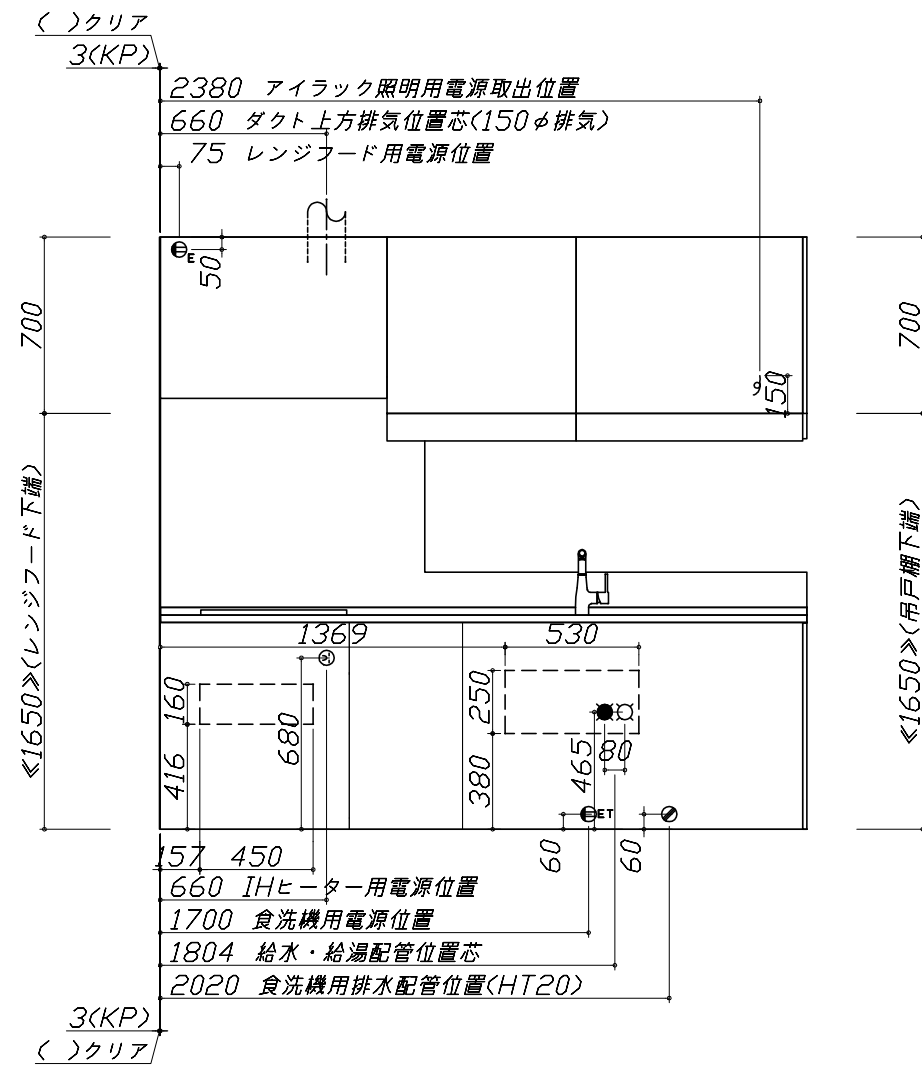 ( )クリア
3(KP)
2380 アイラック照明用電源取出位置
660 ダクト上方排気位置芯(150φ排気)
75 レンジフード用電源位置
E
50
700
700
150
≪1650≫(レンジフード下端)
≪1650≫(吊戸棚下端)
1369
530
160
416
680
250
380
465
80
ET
60
60
157
450
660 IHヒーター用電源位置
1700 食洗機用電源位置
1804 給水・給湯配管位置芯
2020 食洗機用排水配管位置(HT20)
3(KP)
( )クリア